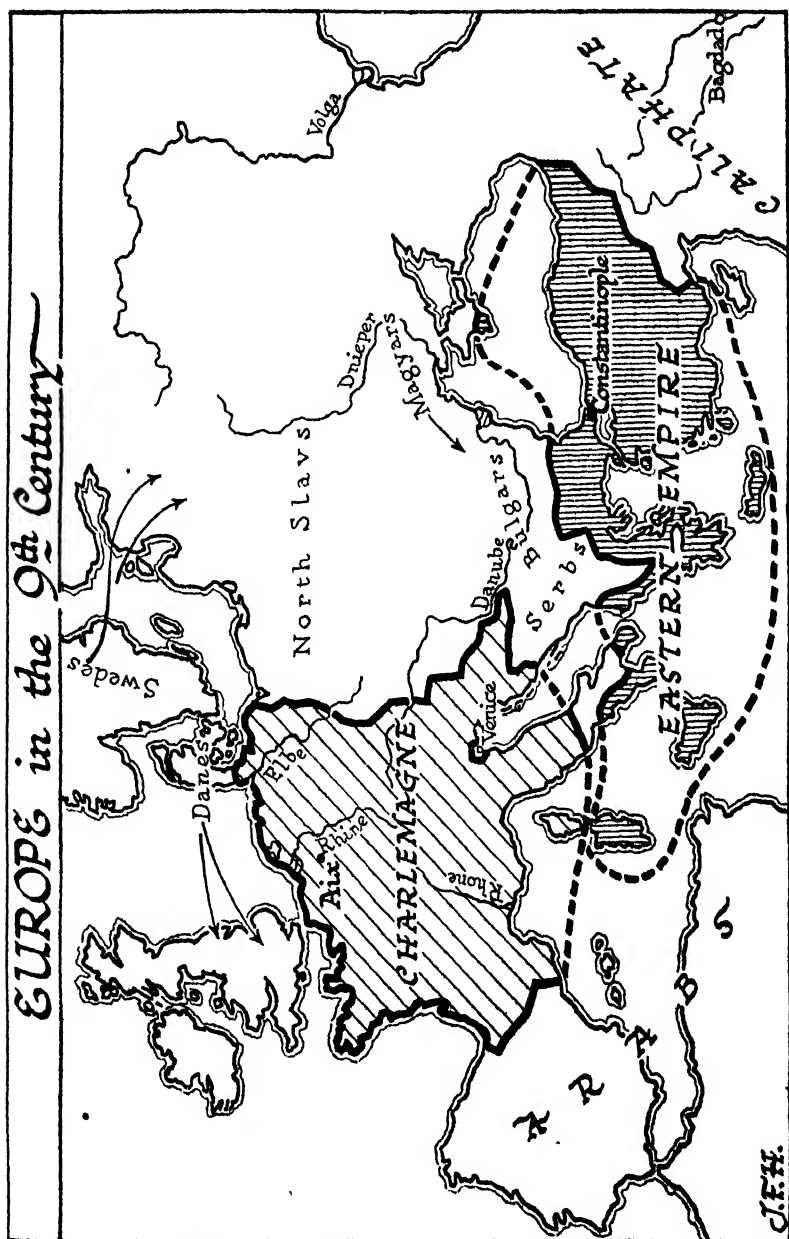 EUROPE in the 9th Century
Swedes
Danes
North Slavs
Volga
Dnieper
Magyars
Elbe
Rhine
Aix
CHARLEMAGNE
Rhone
Venice
Danube
Bulgars
Serbs
Constantinople
EASTERN EMPIRE
CALIPHATE
Bagdad
ARABS
J.F.H.